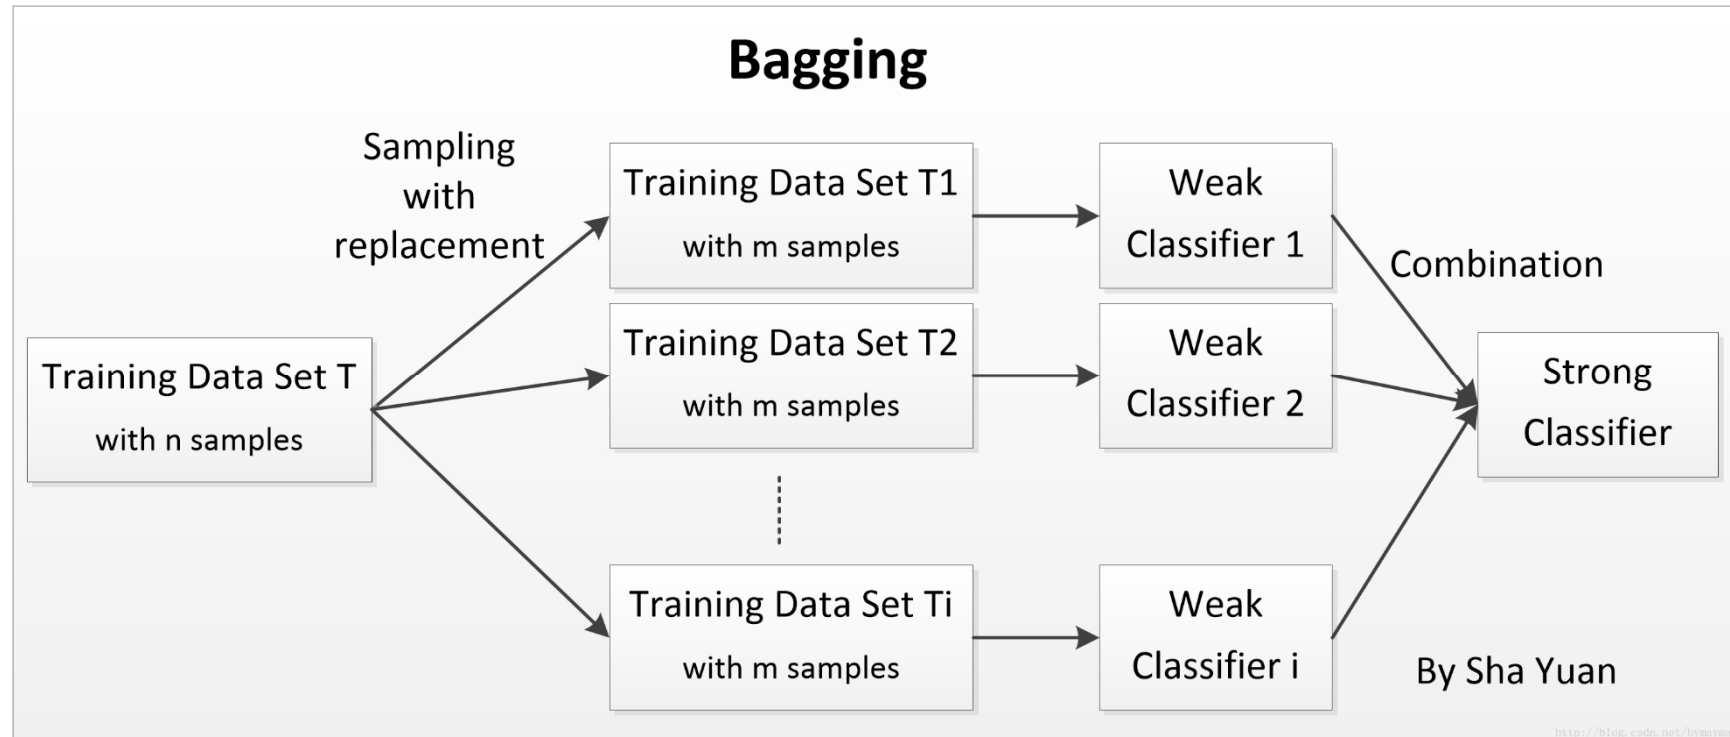 Bagging
Sampling
with
replacement
Training Data Set T
with n samples
Training Data Set T1
with m samples
Training Data Set T2
with m samples
Training Data Set Ti
with m samples
Weak
Classifier 1
Weak
Classifier 2
Weak
Classifier i
Combination
Strong
Classifier
By Sha Yuan